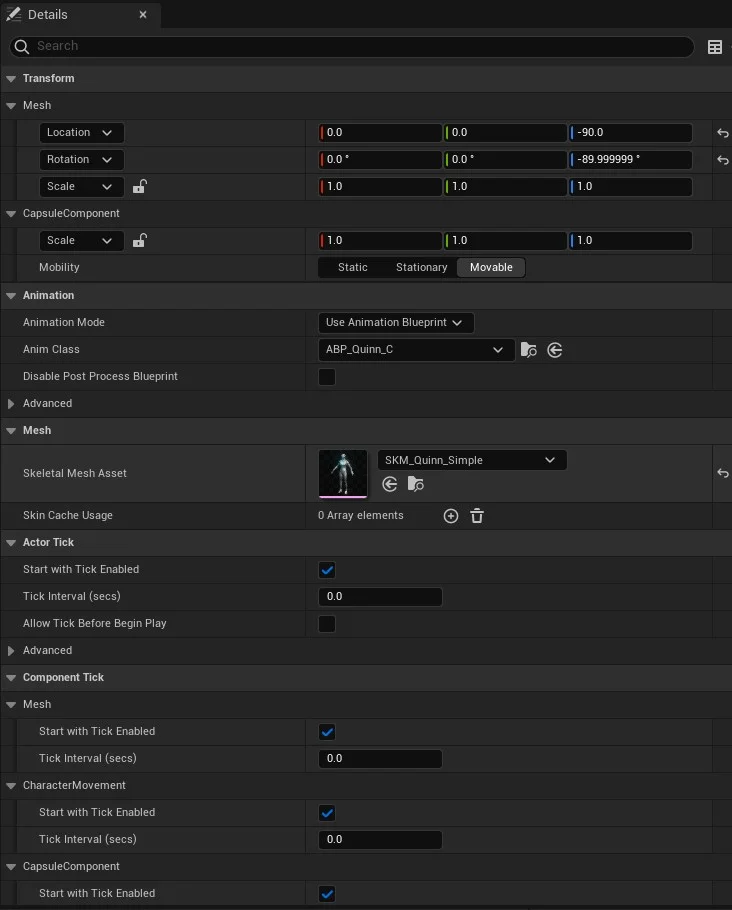 Details
Search
Transform
Mesh
Location 0.0 0.0 -90.0
Rotation 0.0 ° 0.0 ° -89.999999 °
Scale 1.0 1.0 1.0
CapsuleComponent
Scale 1.0 1.0 1.0
Mobility Static Stationary Movable
Animation
Animation Mode Use Animation Blueprint
Anim Class ABP_Quinn_C
Disable Post Process Blueprint
Advanced
Mesh
Skeletal Mesh Asset SKM_Quinn_Simple
Skin Cache Usage 0 Array elements
Actor Tick
Start with Tick Enabled
Tick Interval (secs) 0.0
Allow Tick Before Begin Play
Advanced
Component Tick
Mesh
Start with Tick Enabled
Tick Interval (secs) 0.0
CharacterMovement
Start with Tick Enabled
Tick Interval (secs) 0.0
CapsuleComponent
Start with Tick Enabled